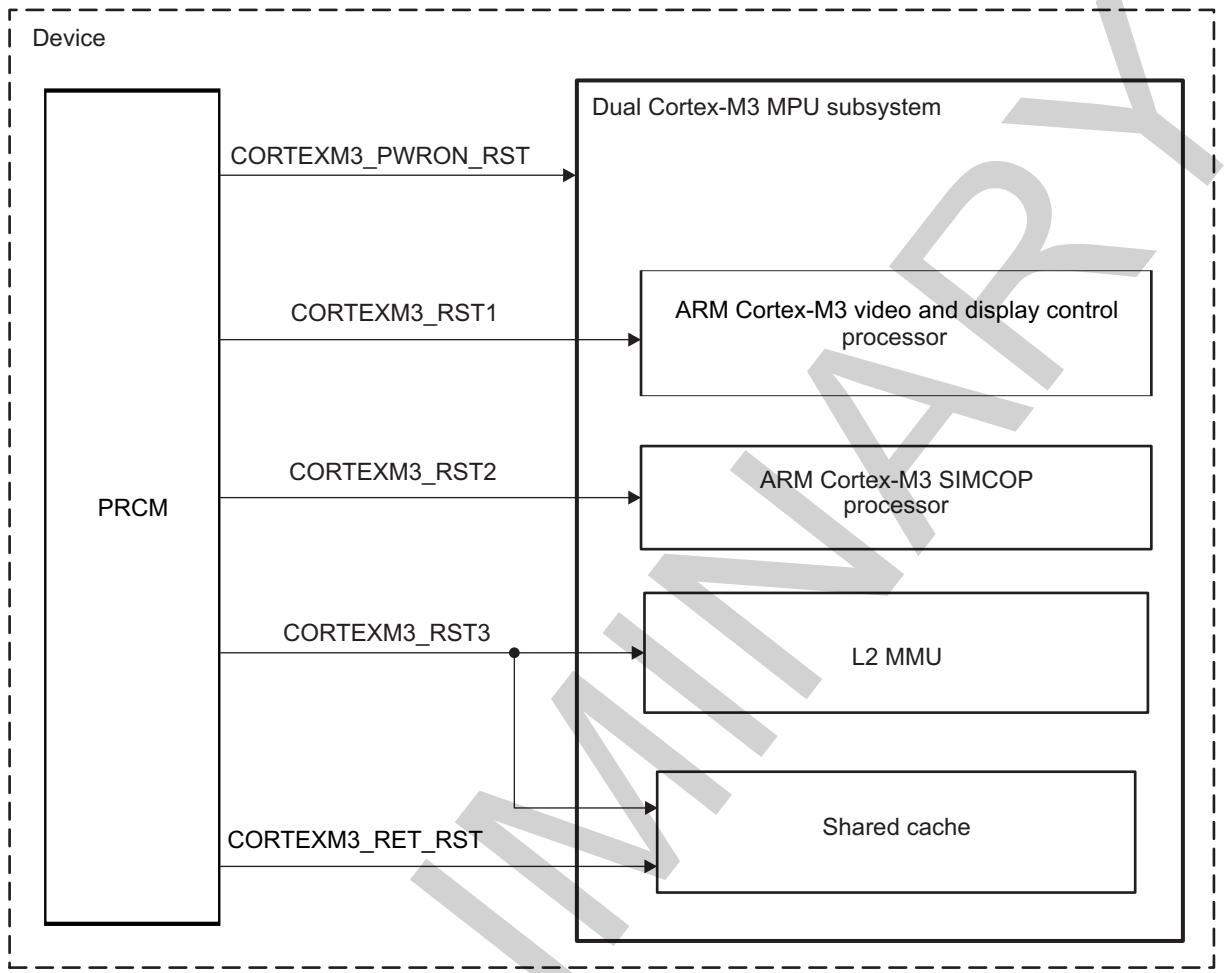 Device
Dual Cortex-M3 MPU subsystem
CORTEXM3_PWRON_RST
CORTEXM3_RST1
ARM Cortex-M3 video and display control
processor
CORTEXM3_RST2
ARM Cortex-M3 SIMCOP
processor
PRCM
CORTEXM3_RST3
L2 MMU
Shared cache
CORTEXM3_RET_RST
IMINARY